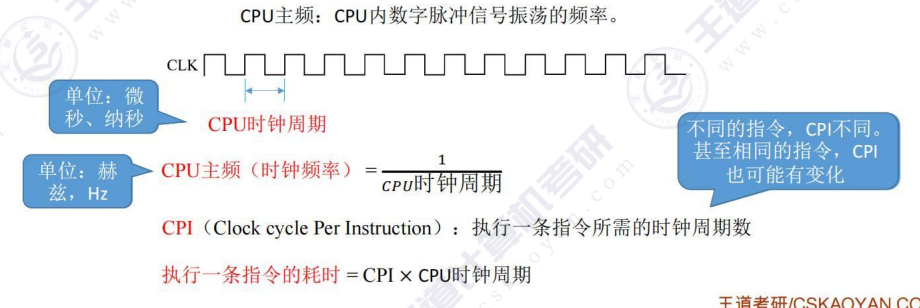 CPU主频：CPU内数字脉冲信号振荡的频率。
CLK
单位：微
秒、纳秒
CPU时钟周期
不同的指令，CPI不同。
甚至相同的指令，CPI
也可能有变化
单位：赫
兹，Hz
CPU主频（时钟频率）= 1/CPU时钟周期
CPI（Clock cycle Per Instruction）：执行一条指令所需的时钟周期数
执行一条指令的耗时 = CPI × CPU时钟周期
王道考研/CSKAOYAN.CO